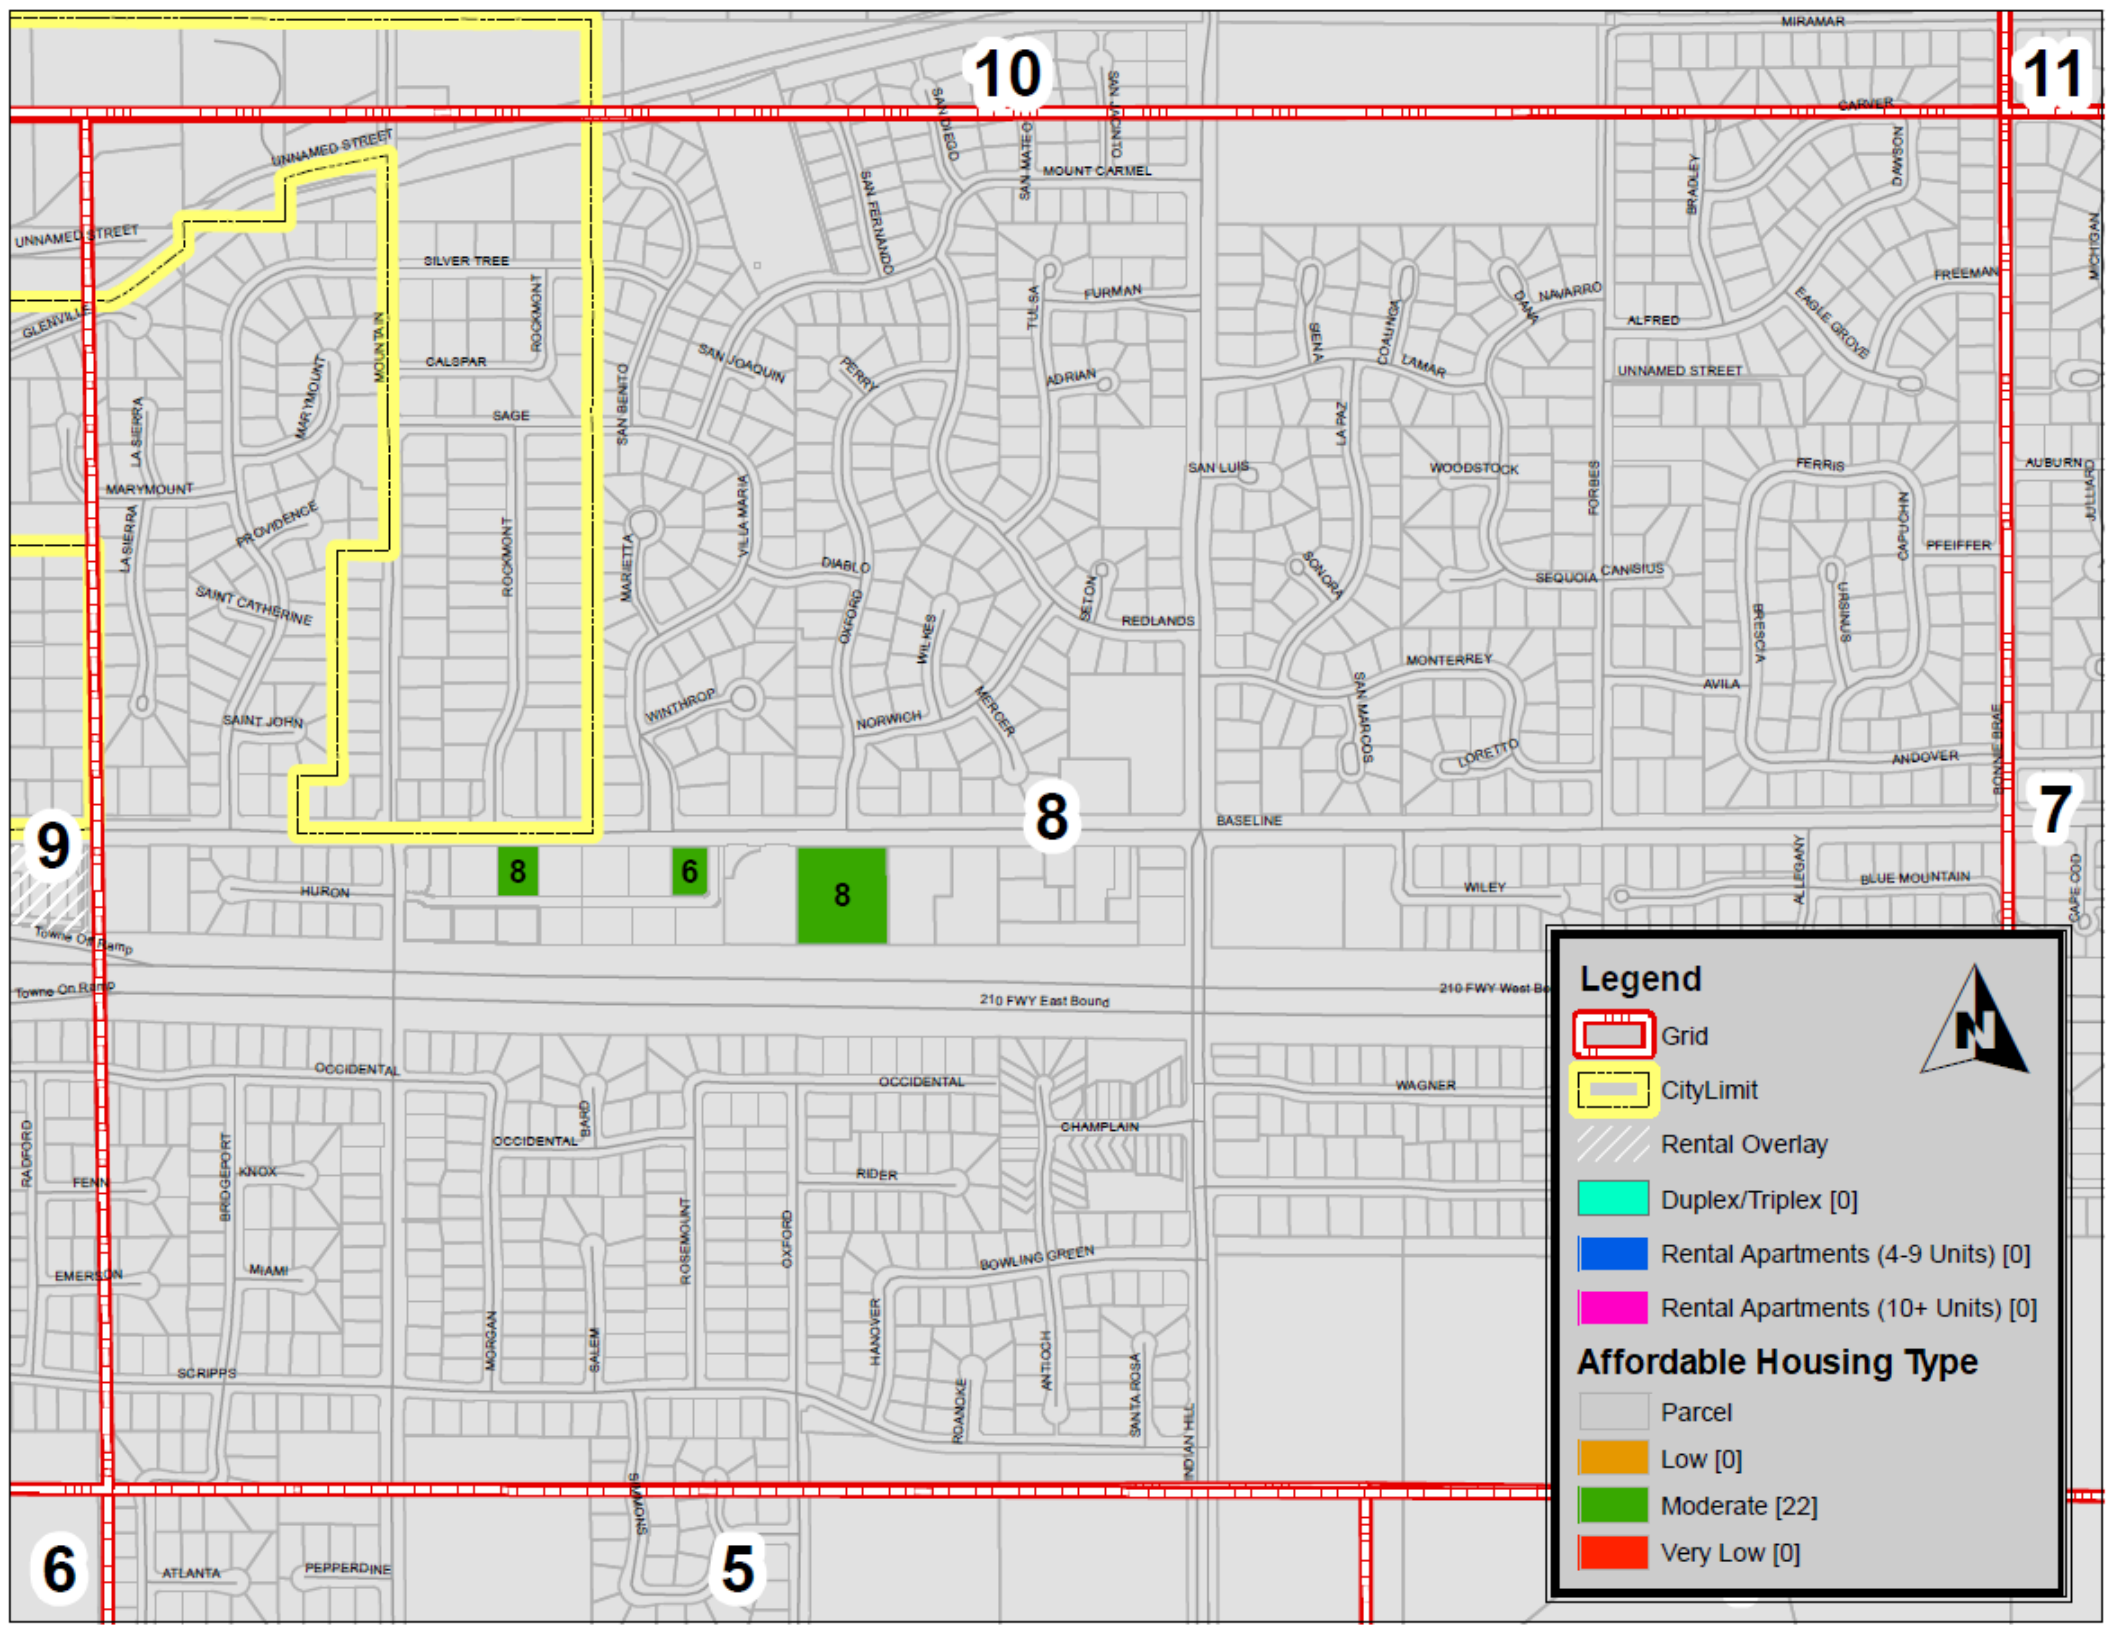 MIRAMAR
10
11
CARVER
SAN DIEGO
SAN MATEO
SAN JACINTO
UNNAMED STREET
MOUNT CARMEL
BRADLEY
DAWSON
SAN FERNANDO
UNNAMED STREET
MICHIGAN
SILVER TREE
FREEMAN
ROCKMONT
TULSA
FURMAN
DANA
NAVARRO
EAGLE GROVE
GLENVILLE
MOUNTAIN
ALFRED
SENA
COALINGA
CALSPAR
SAN JOAQUIN
PERRY
LAMAR
UNNAMED STREET
ADRIAN
MARYMOUNT
SAN BENITO
LA SIERRA
SAGE
LA PAZ
SAN LUIS
WOODSTOCK
FORBES
FERRIS
AUBURN
JULLIARD
MARYMOUNT
VILLA MARIA
PROVIDENCE
LA SIERRA
ROCKMONT
CAPUCHIN
PFEIFFER
MARIETTA
DIABLO
SONORA
SEQUOIA
CANISIUS
SAINT CATHERINE
OXFORD
WILKES
SETON
REDLANDS
BRESCIA
URSINUS
MONTERREY
SAN MARCOS
AVILA
WINTHROP
NORWICH
MERCER
SAINT JOHN
LORETTO
ANDOVER
BONNIE BRAE
9
8
7
BASELINE
8
6
8
HURON
WILEY
ALLEGANY
BLUE MOUNTAIN
CAPE COD
Towne Off Ramp
Towne On Ramp
210 FWY East Bound
210 FWY West Bo
OCCIDENTAL
OCCIDENTAL
WAGNER
BARD
OCCIDENTAL
CHAMPLAIN
RADFORD
BRIDGEPORT
KNOX
FENN
RIDER
ROSEMOUNT
OXFORD
BOWLING GREEN
EMERSON
MIAMI
MORGAN
SALEM
HANOVER
ANTIOCH
SANTA ROSA
ROANOKE
INDIAN HILL
SCRIPPS
SIMMONS
6
5
ATLANTA
PEPPERDINE
Legend
N
Grid
CityLimit
Rental Overlay
Duplex/Triplex [0]
Rental Apartments (4-9 Units) [0]
Rental Apartments (10+ Units) [0]
Affordable Housing Type
Parcel
Low [0]
Moderate [22]
Very Low [0]